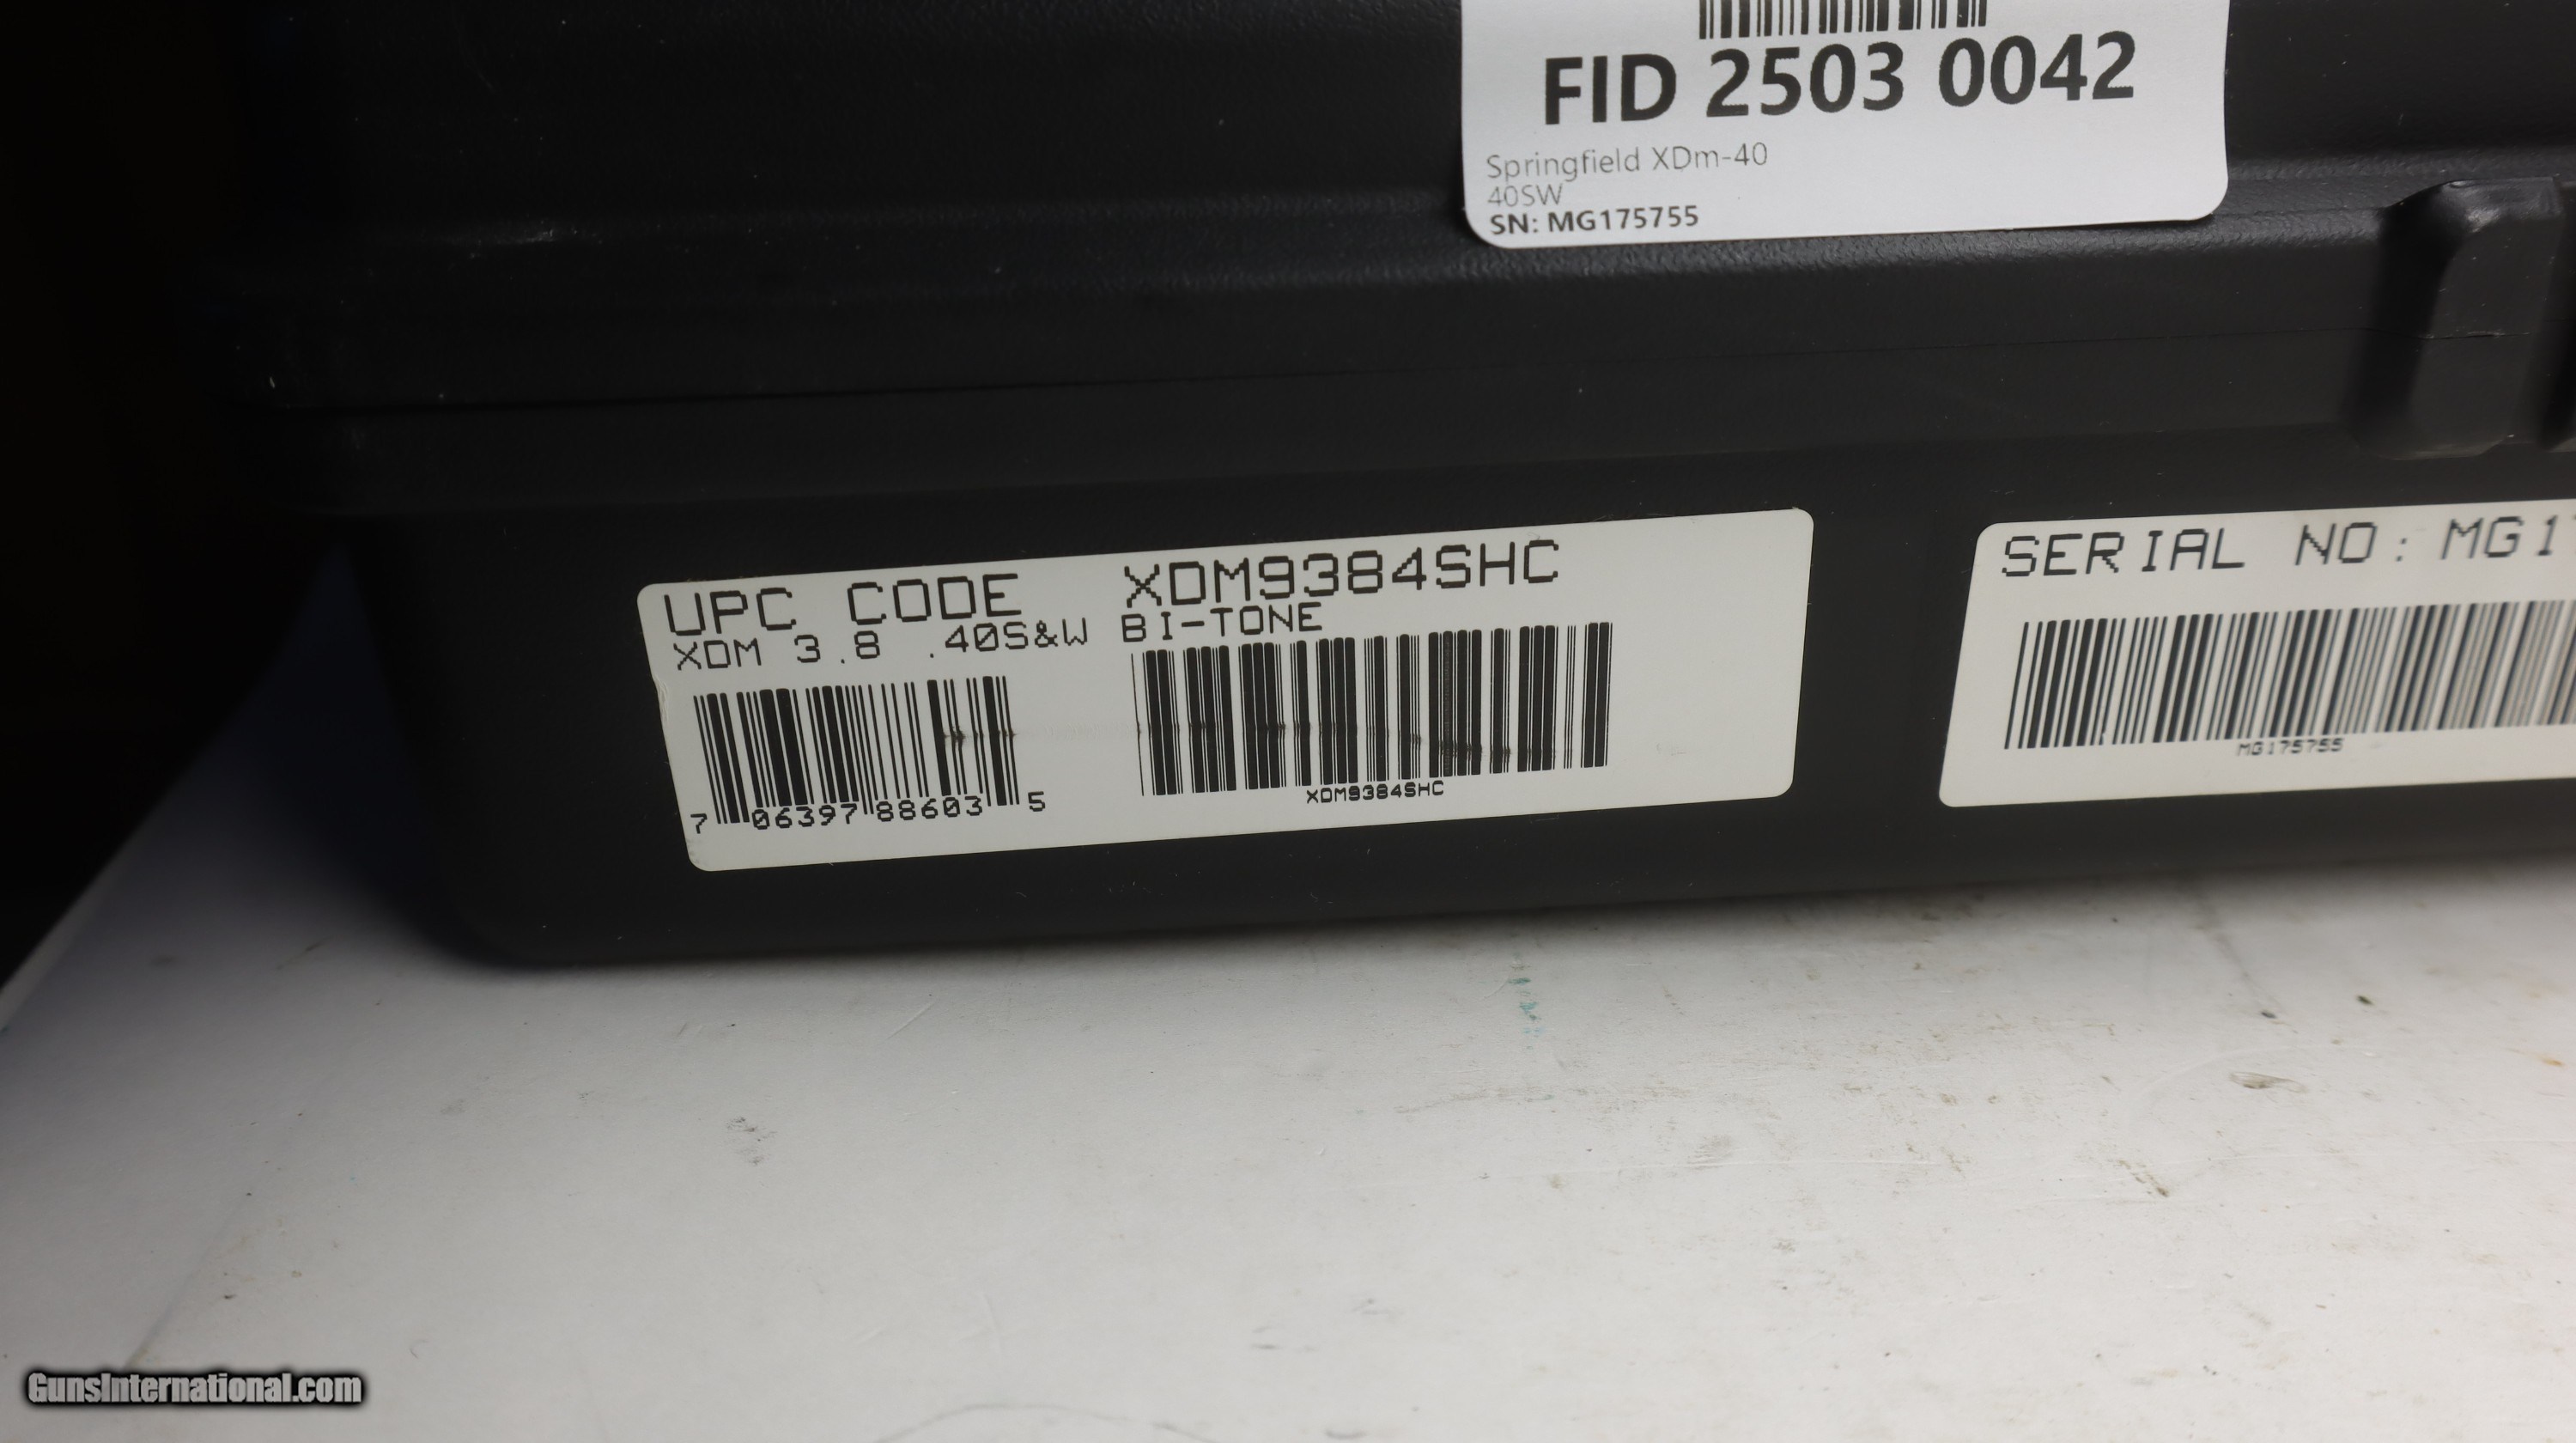 FID 2503 0042
Springfield XDm-40
40SW
SN: MG175755
UPC CODE XDM9384SHC
XDM 3.8 .40S&W BI-TONE
7 06397 88603 5
XDM9384SHC
SERIAL NO: MG17
MG175755
GunsInternational.com